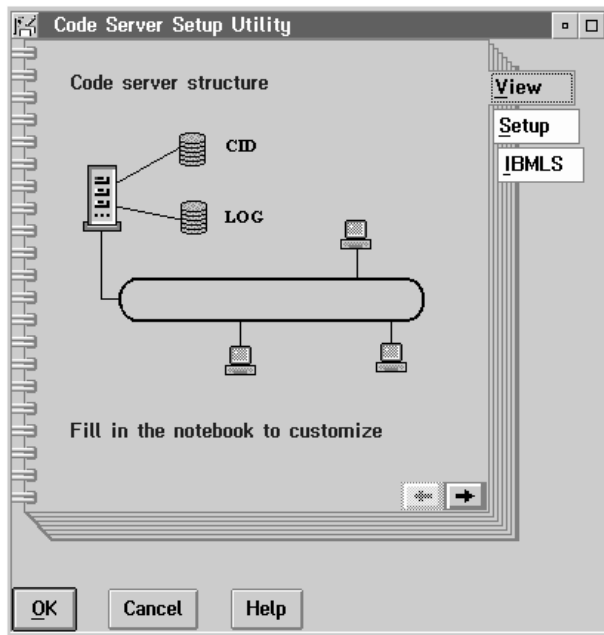 Code Server Setup Utility
Code server structure
View
Setup
IBMLS
CID
LOG
Fill in the notebook to customize
OK
Cancel
Help